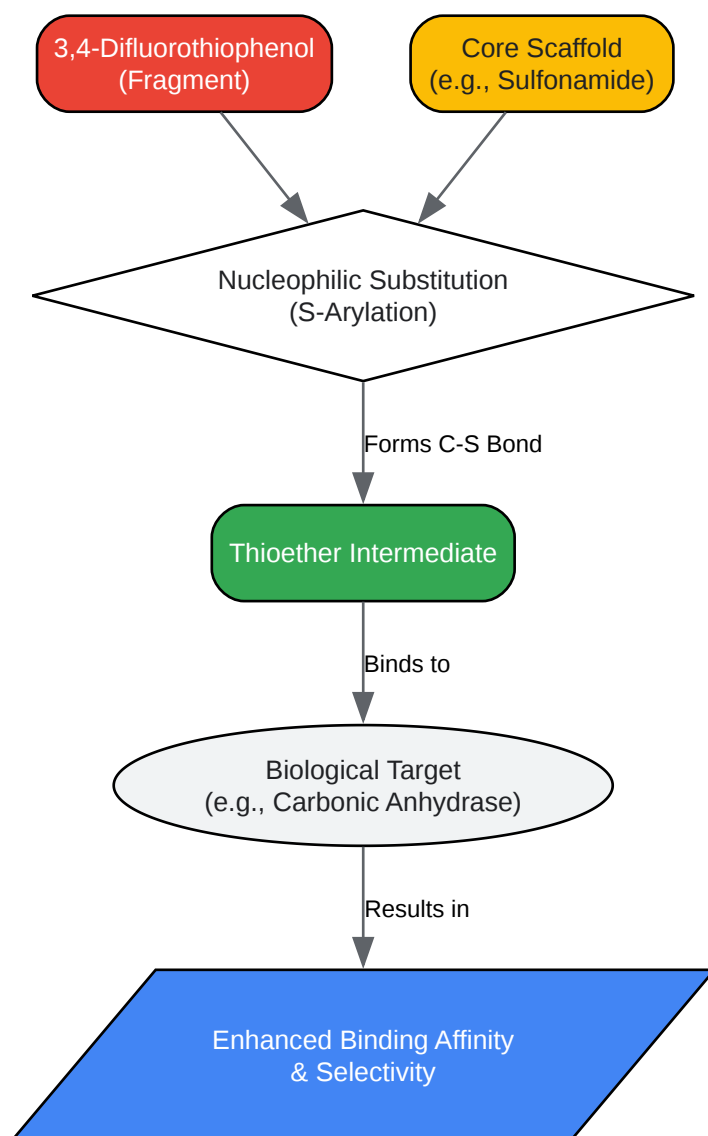 3,4-Difluorothiophenol
(Fragment)
Core Scaffold
(e.g., Sulfonamide)
Nucleophilic Substitution
(S-Arylation)
Forms C-S Bond
Thioether Intermediate
Binds to
Biological Target
(e.g., Carbonic Anhydrase)
Results in
Enhanced Binding Affinity
& Selectivity